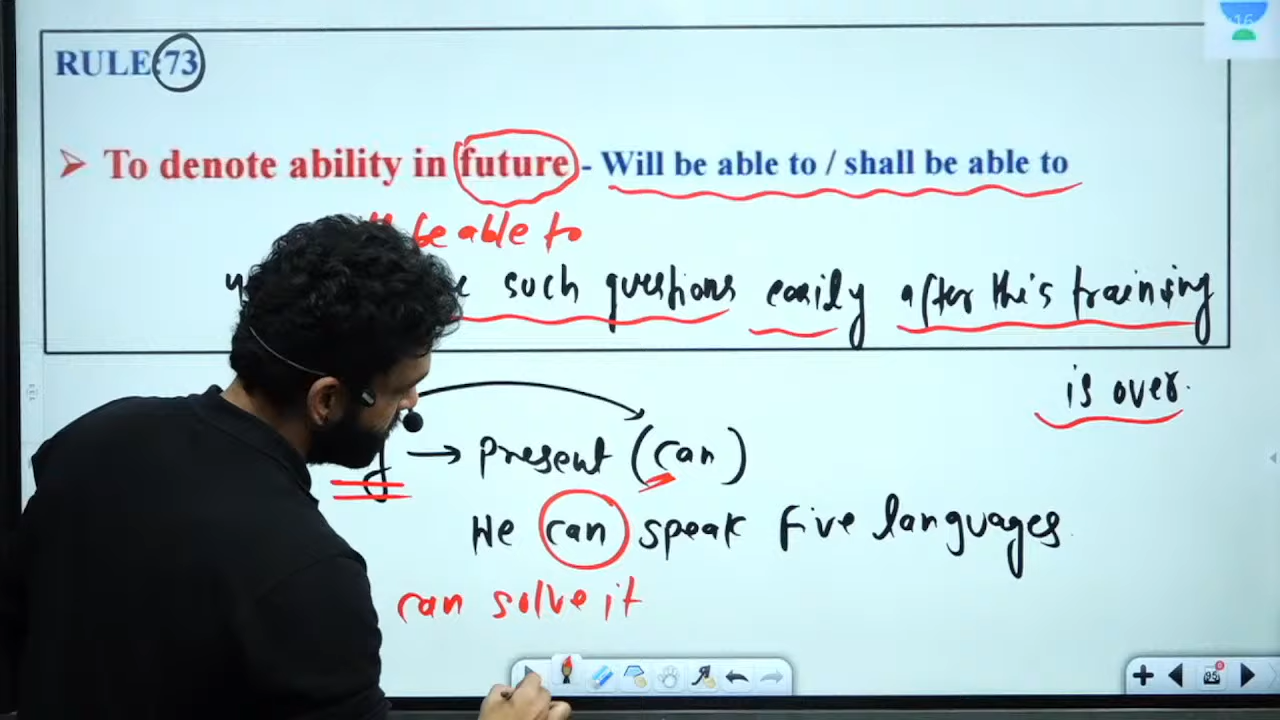 RULE:73
➢ To denote ability in future - Will be able to / shall be able to
be able to
such questions easily after this training
is over.
→ Present (can)
He can speak five languages.
can solve it